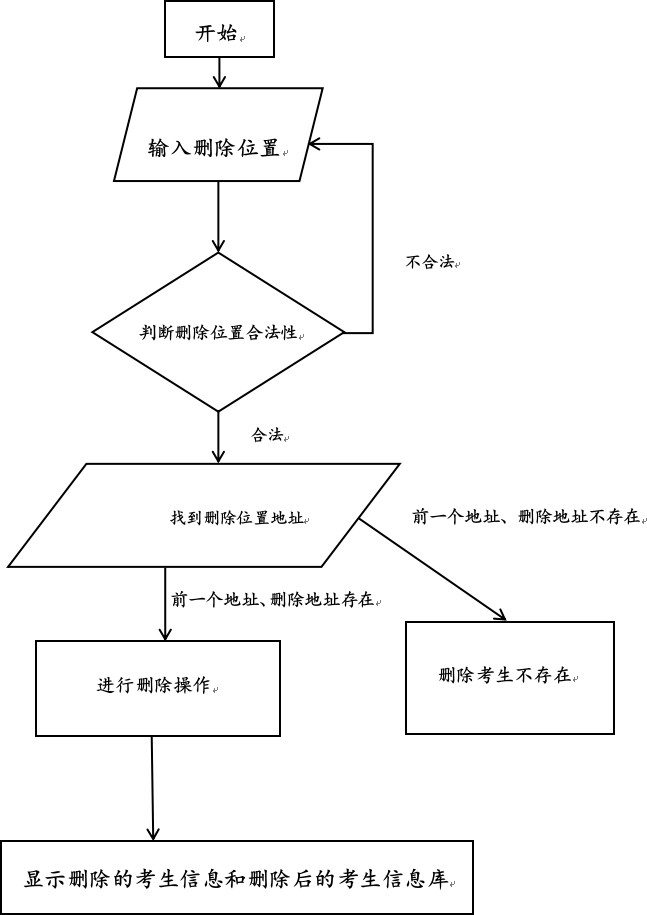 开始
输入删除位置
不合法
判断删除位置合法性
合法
找到删除位置地址
前一个地址、删除地址不存在
前一个地址、删除地址存在
进行删除操作
删除考生不存在
显示删除的考生信息和删除后的考生信息库